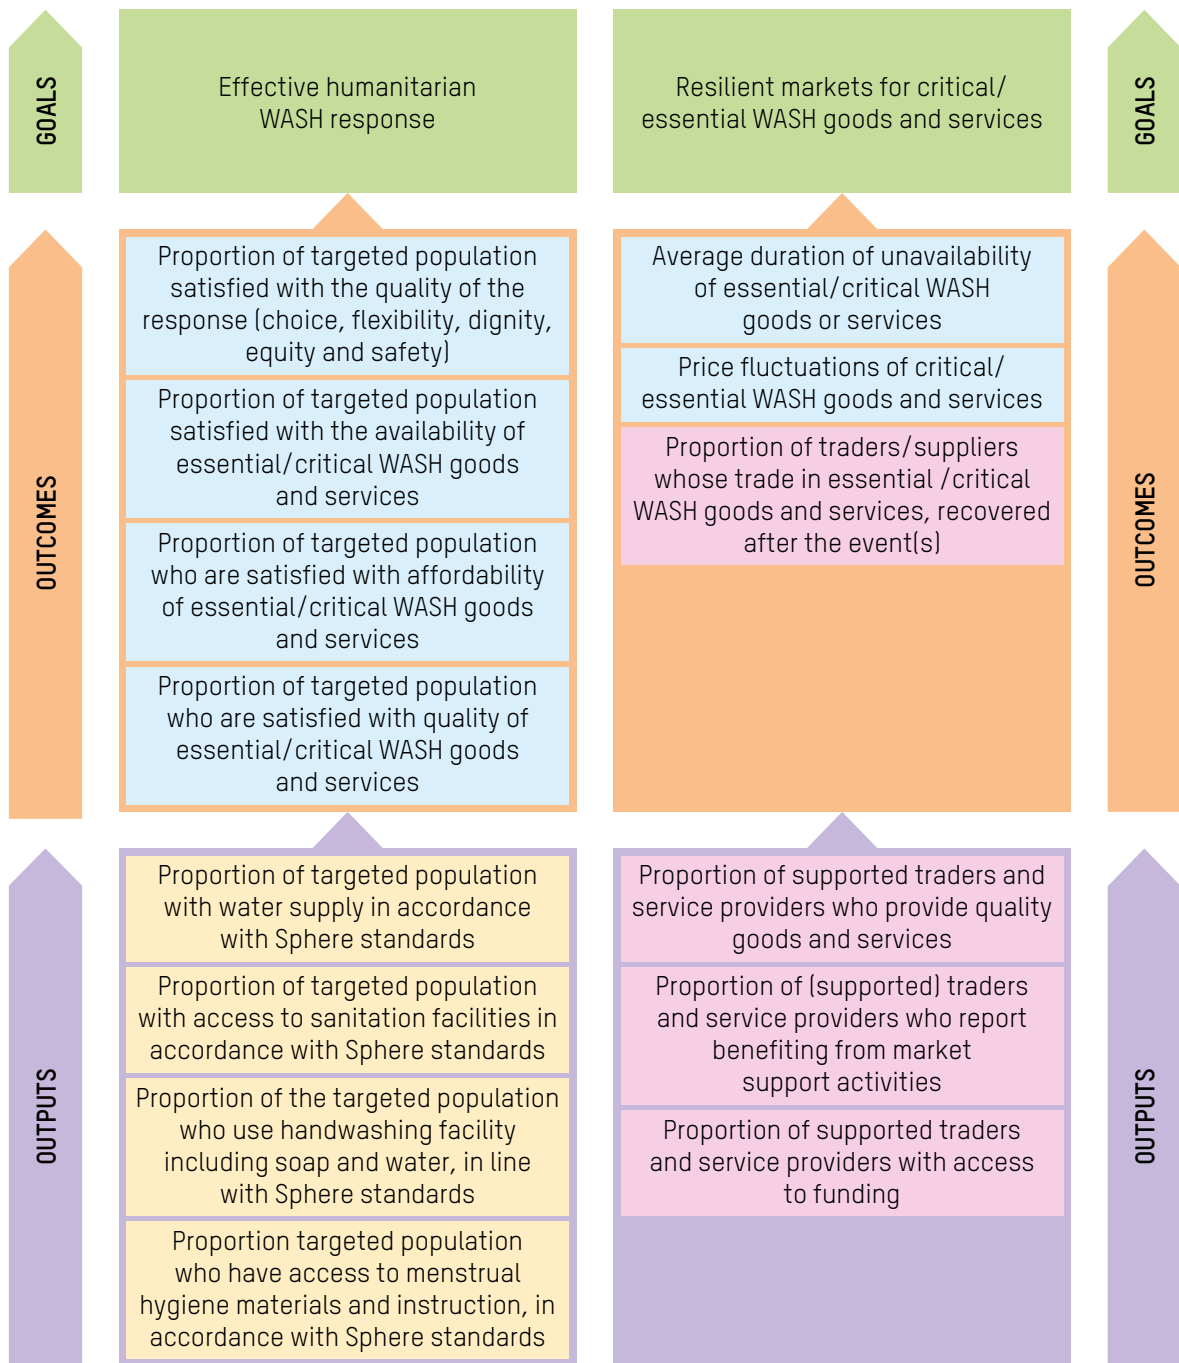 GOALS
Effective humanitarian
WASH response
Resilient markets for critical/
essential WASH goods and services
GOALS
OUTCOMES
Proportion of targeted population
satisfied with the quality of the
response (choice, flexibility, dignity,
equity and safety)
Proportion of targeted population
satisfied with the availability of
essential/critical WASH goods
and services
Proportion of targeted population
who are satisfied with affordability
of essential/critical WASH goods
and services
Proportion of targeted population
who are satisfied with quality of
essential/critical WASH goods
and services
Average duration of unavailability
of essential/critical WASH
goods or services
Price fluctuations of critical/
essential WASH goods and services
Proportion of traders/suppliers
whose trade in essential /critical
WASH goods and services, recovered
after the event(s)
OUTCOMES
OUTPUTS
Proportion of targeted population
with water supply in accordance
with Sphere standards
Proportion of targeted population
with access to sanitation facilities in
accordance with Sphere standards
Proportion of the targeted population
who use handwashing facility
including soap and water, in line
with Sphere standards
Proportion targeted population
who have access to menstrual
hygiene materials and instruction, in
accordance with Sphere standards
Proportion of supported traders and
service providers who provide quality
goods and services
Proportion of (supported) traders
and service providers who report
benefiting from market
support activities
Proportion of supported traders
and service providers with access
to funding
OUTPUTS